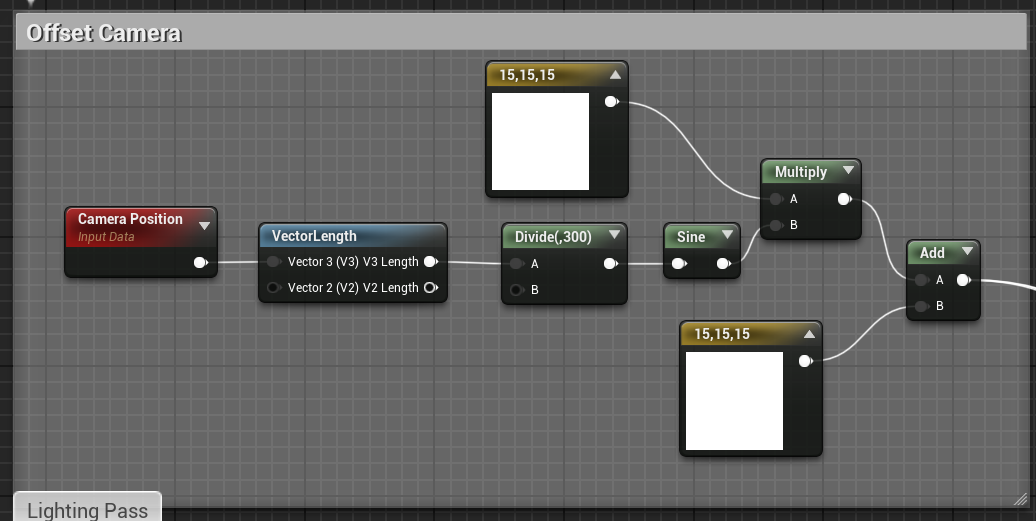 Offset Camera
15,15,15
Multiply
A
B
Camera Position
Input Data
VectorLength
Vector 3 (V3) V3 Length
Vector 2 (V2) V2 Length
Divide(,300)
A
B
Sine
Add
A
B
15,15,15
Lighting Pass